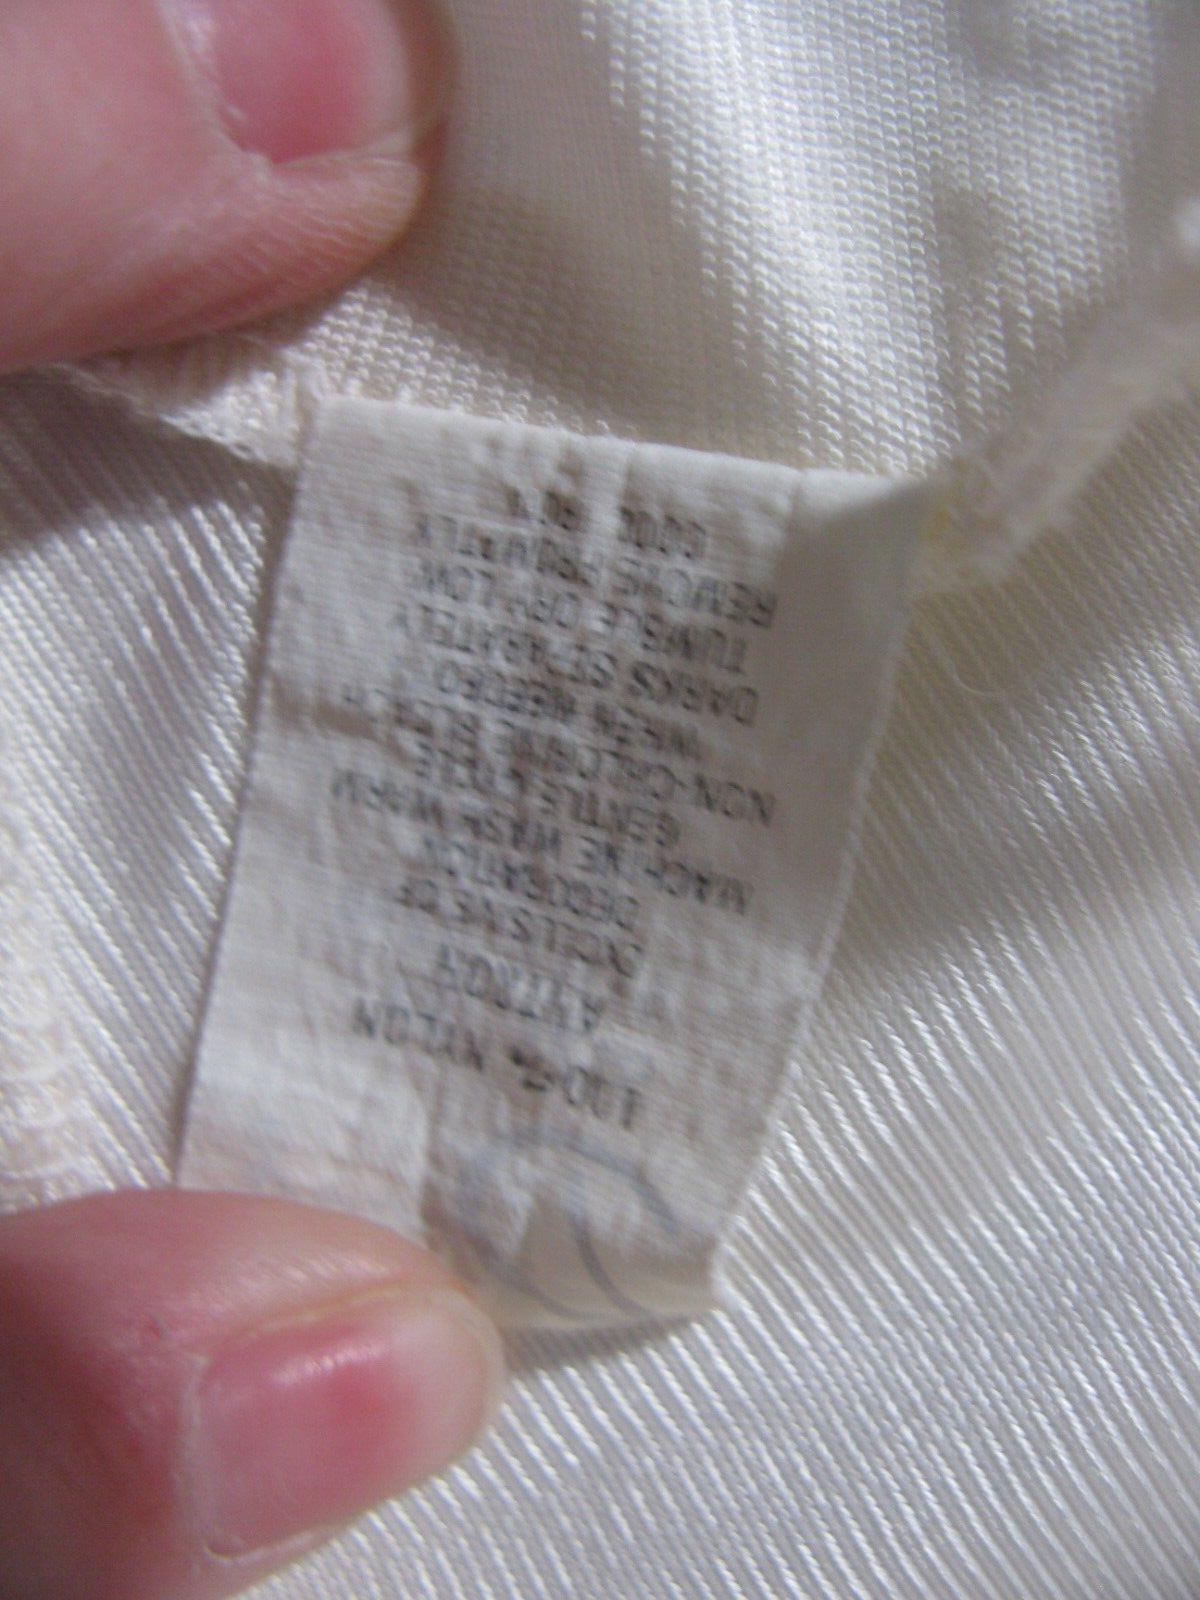 100% NYLON
ANTRON
EXCLUSIVE OF
DECORATION
MACHINE WASH WARM
GENTLE CYCLE
NON-CHLORINE BLEACH
WHEN NEEDED
DARKS SEPARATELY
TUMBLE DRY LOW
REMOVE PROMPTLY
COOL IRON